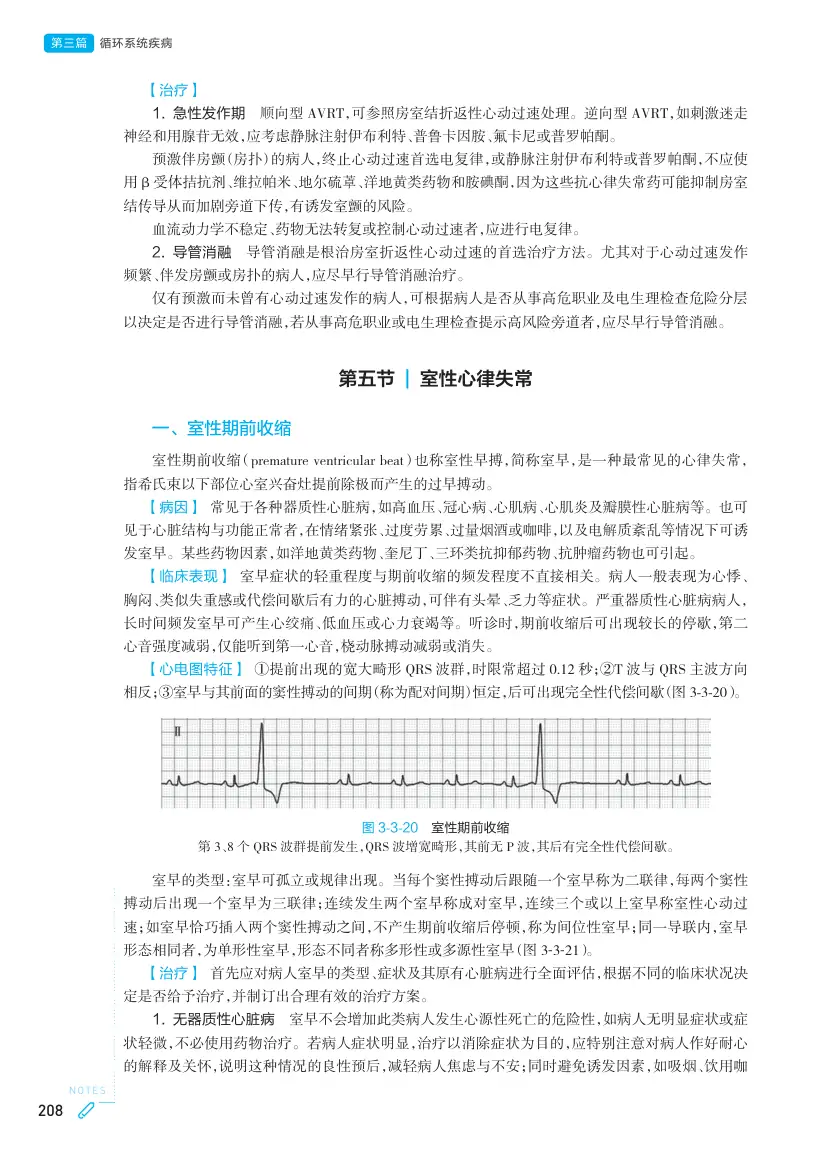 第三篇 循环系统疾病
【治疗】
1. 急性发作期 顺向型 AVRT,可参照房室结折返性心动过速处理。逆向型 AVRT,如刺激迷走
神经和用腺苷无效,应考虑静脉注射伊布利特、普鲁卡因胺、氟卡尼或普罗帕酮。
预激伴房颤(房扑)的病人,终止心动过速首选电复律,或静脉注射伊布利特或普罗帕酮,不应使
用 β 受体拮抗剂、维拉帕米、地尔硫䓬、洋地黄类药物和胺碘酮,因为这些抗心律失常药可能抑制房室
结传导从而加剧旁道下传,有诱发室颤的风险。
血流动力学不稳定、药物无法转复或控制心动过速者,应进行电复律。
2. 导管消融 导管消融是根治房室折返性心动过速的首选治疗方法。尤其对于心动过速发作
频繁、伴发房颤或房扑的病人,应尽早行导管消融治疗。
仅有预激而未曾有心动过速发作的病人,可根据病人是否从事高危职业及电生理检查危险分层
以决定是否进行导管消融,若从事高危职业或电生理检查提示高风险旁道者,应尽早行导管消融。
第五节 | 室性心律失常
一、室性期前收缩
室性期前收缩(premature ventricular beat)也称室性早搏,简称室早,是一种最常见的心律失常,
指希氏束以下部位心室兴奋灶提前除极而产生的过早搏动。
【病因】 常见于各种器质性心脏病,如高血压、冠心病、心肌病、心肌炎及瓣膜性心脏病等。也可
见于心脏结构与功能正常者,在情绪紧张、过度劳累、过量烟酒或咖啡,以及电解质紊乱等情况下可诱
发室早。某些药物因素,如洋地黄类药物、奎尼丁、三环类抗抑郁药物、抗肿瘤药物也可引起。
【临床表现】 室早症状的轻重程度与期前收缩的频发程度不直接相关。病人一般表现为心悸、
胸闷、类似失重感或代偿间歇后有力的心脏搏动,可伴有头晕、乏力等症状。严重器质性心脏病病人,
长时间频发室早可产生心绞痛、低血压或心力衰竭等。听诊时,期前收缩后可出现较长的停歇,第二
心音强度减弱,仅能听到第一心音,桡动脉搏动减弱或消失。
【心电图特征】 ①提前出现的宽大畸形 QRS 波群,时限常超过 0.12 秒;②T 波与 QRS 主波方向
相反;③室早与其前面的窦性搏动的间期(称为配对间期)恒定,后可出现完全性代偿间歇(图 3-3-20)。
II
图 3-3-20 室性期前收缩
第 3、8 个 QRS 波群提前发生,QRS 波增宽畸形,其前无 P 波,其后有完全性代偿间歇。
室早的类型:室早可孤立或规律出现。当每个窦性搏动后跟随一个室早称为二联律,每两个窦性
搏动后出现一个室早为三联律;连续发生两个室早称成对室早,连续三个或以上室早称室性心动过
速;如室早恰巧插入两个窦性搏动之间,不产生期前收缩后停顿,称为间位性室早;同一导联内,室早
形态相同者,为单形性室早,形态不同者称多形性或多源性室早(图 3-3-21)。
【治疗】 首先应对病人室早的类型、症状及其原有心脏病进行全面评估,根据不同的临床状况决
定是否给予治疗,并制订出合理有效的治疗方案。
1. 无器质性心脏病 室早不会增加此类病人发生心源性死亡的危险性,如病人无明显症状或症
状轻微,不必使用药物治疗。若病人症状明显,治疗以消除症状为目的,应特别注意对病人作好耐心
的解释及关怀,说明这种情况的良性预后,减轻病人焦虑与不安;同时避免诱发因素,如吸烟、饮用咖
NOTES
208